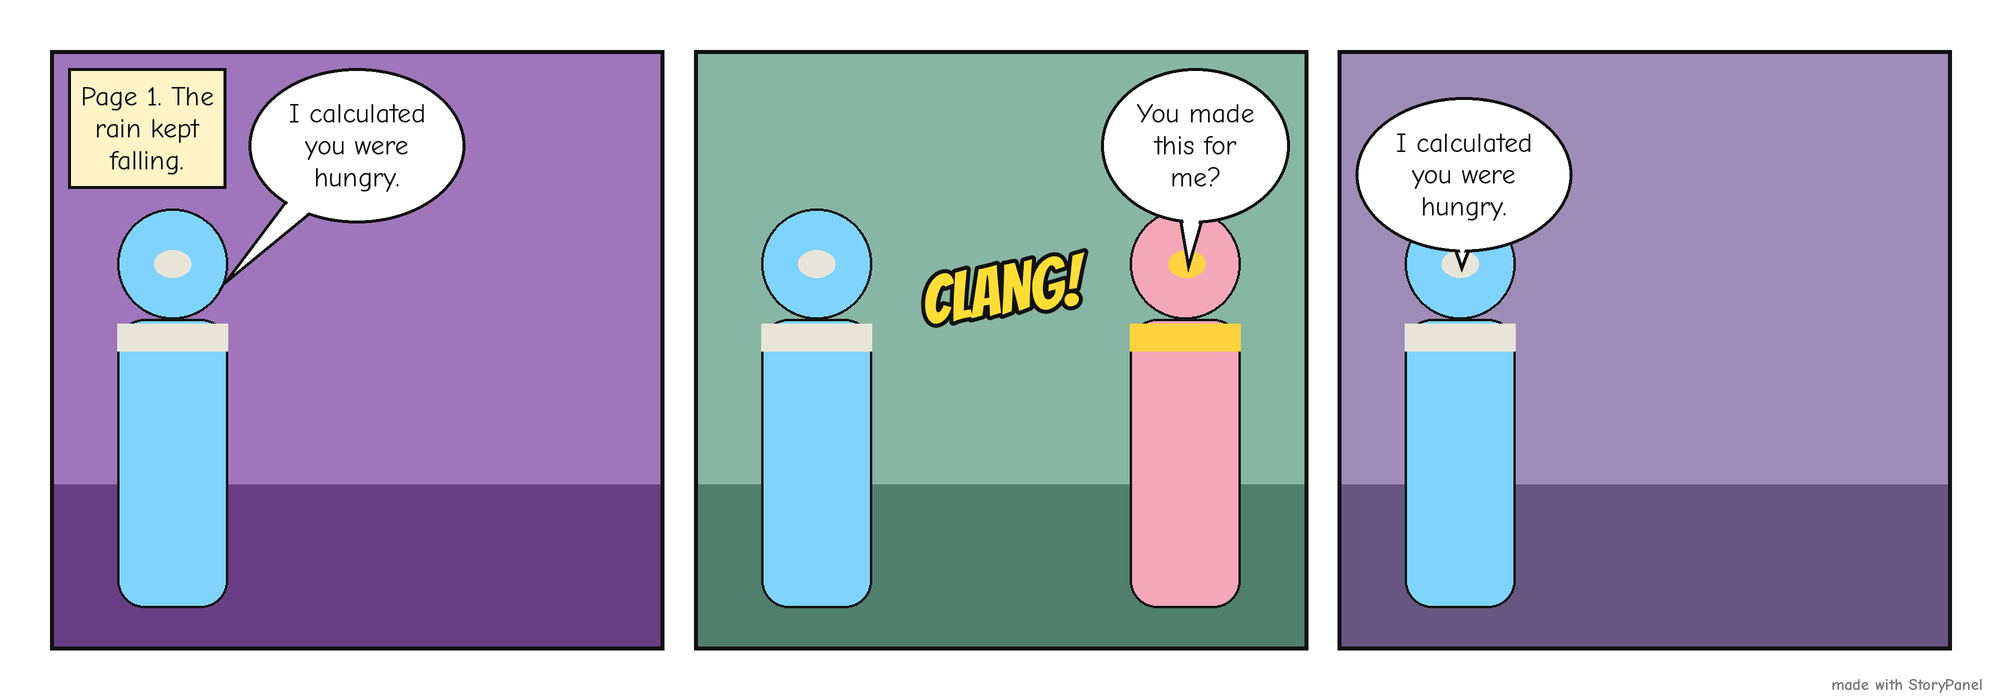 Page 1. The
rain kept
falling.
I calculated
you were
hungry.
CLANG!
You made
this for
me?
I calculated
you were
hungry.
made with StoryPanel